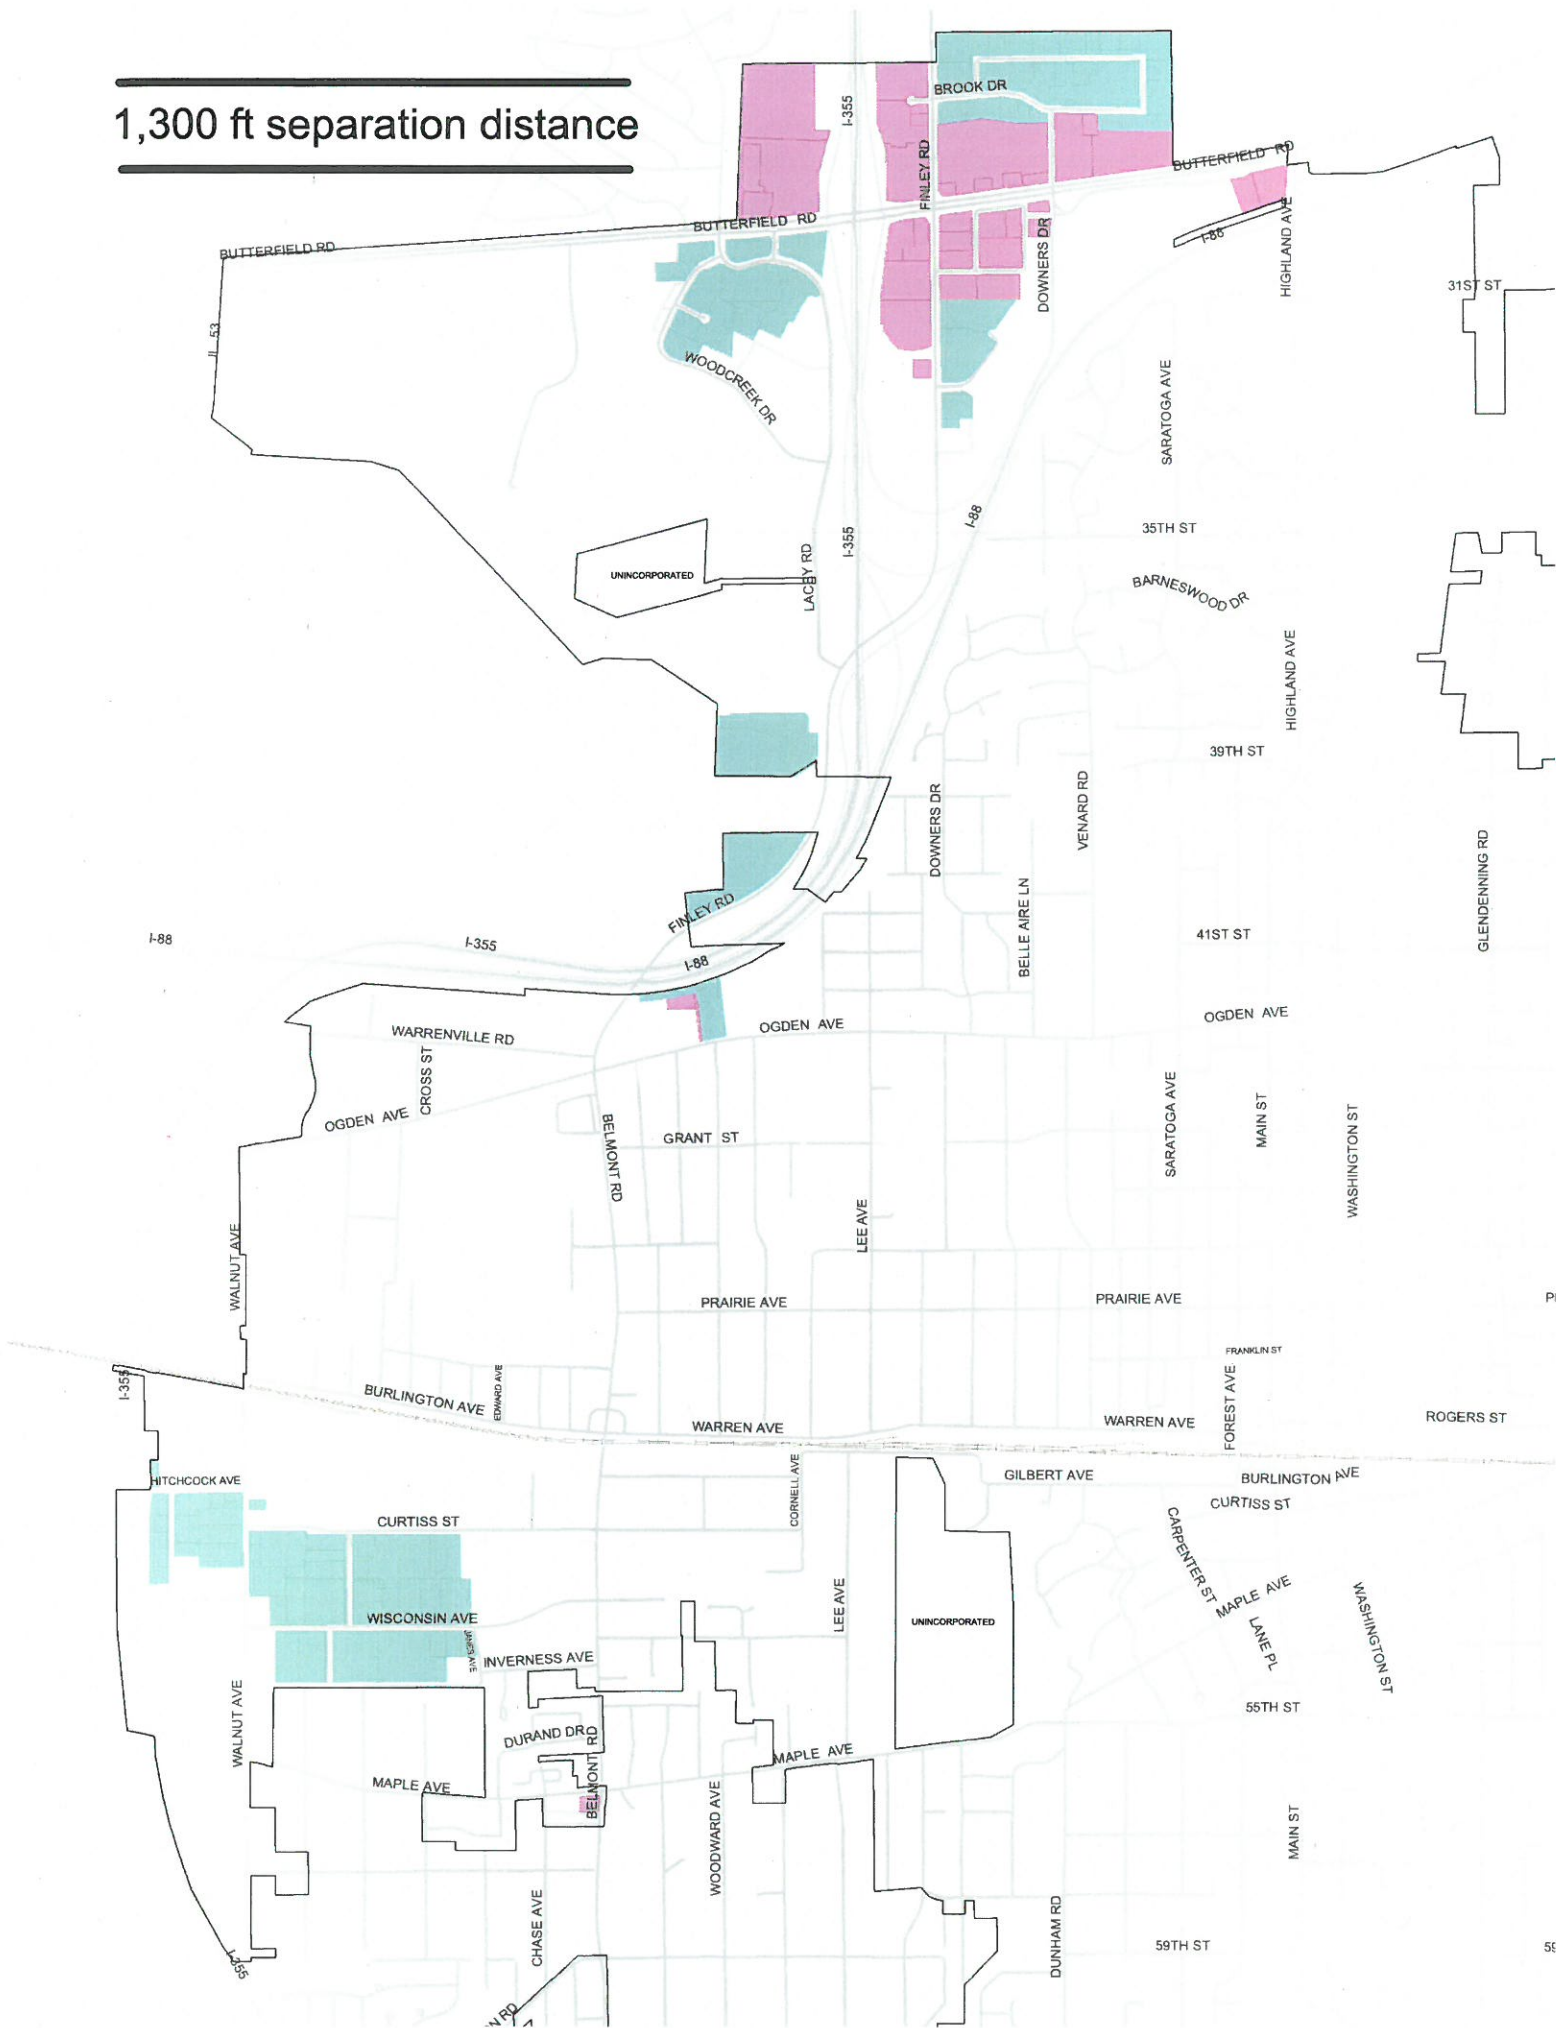 1,300 ft separation distance
BROOK DR
I-355
FINLEY RD
BUTTERFIELD RD
BUTTERFIELD RD
BUTTERFIELD RD
I-88
HIGHLAND AVE
DOWNERS DR
31ST ST
IL 53
WOODCREEK DR
SARATOGA AVE
I-88
35TH ST
I-355
UNINCORPORATED
LACEY RD
BARNESWOOD DR
HIGHLAND AVE
39TH ST
DOWNERS DR
VENARD RD
GLENDENNING RD
FINLEY RD
BELLE AIRE LN
41ST ST
I-88
I-355
I-88
OGDEN AVE
OGDEN AVE
WARRENVILLE RD
CROSS ST
OGDEN AVE
BELMONT RD
GRANT ST
SARATOGA AVE
MAIN ST
WASHINGTON ST
LEE AVE
WALNUT AVE
PRAIRIE AVE
PRAIRIE AVE
FRANKLIN ST
I-355
EDWARD AVE
BURLINGTON AVE
WARREN AVE
WARREN AVE
FOREST AVE
ROGERS ST
HITCHCOCK AVE
CORNELL AVE
GILBERT AVE
BURLINGTON AVE
CURTISS ST
CURTISS ST
CARPENTER ST
MAPLE AVE
LEE AVE
UNINCORPORATED
WISCONSIN AVE
JANES AVE
INVERNESS AVE
LANE PL
WASHINGTON ST
WALNUT AVE
55TH ST
DURAND DR
BELMONT RD
MAPLE AVE
MAPLE AVE
WOODWARD AVE
MAIN ST
CHASE AVE
DUNHAM RD
59TH ST
59
I-355
N RD